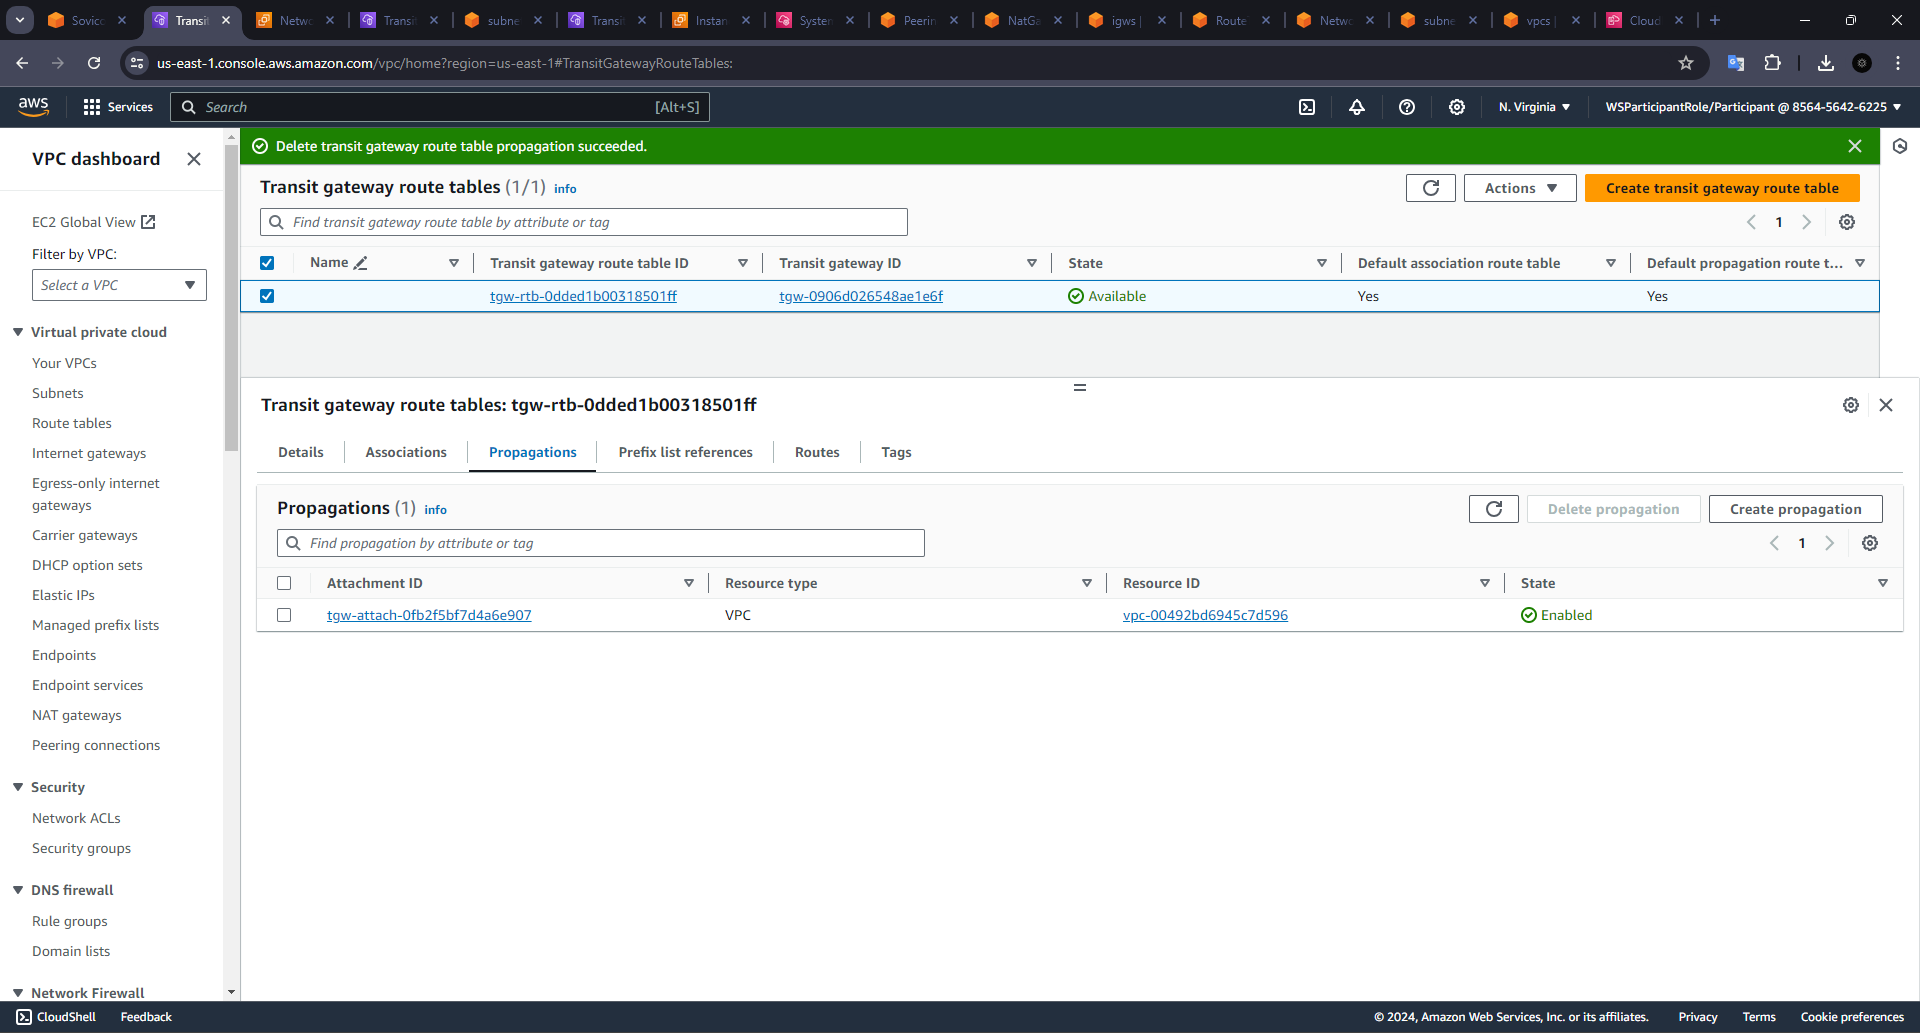 Sovico
Transit
Netwo
Transit
subne
Transit
Instan
System
Peerin
NatGa
igws |
Route
Netwo
subne
vpcs |
Cloud
us-east-1.console.aws.amazon.com/vpc/home?region=us-east-1#TransitGatewayRouteTables:
aws
Services
Search
[Alt+S]
N. Virginia
WSParticipantRole/Participant @ 8564-5642-6225
VPC dashboard
EC2 Global View
Filter by VPC:
Select a VPC
Virtual private cloud
Your VPCs
Subnets
Route tables
Internet gateways
Egress-only internet
gateways
Carrier gateways
DHCP option sets
Elastic IPs
Managed prefix lists
Endpoints
Endpoint services
NAT gateways
Peering connections
Security
Network ACLs
Security groups
DNS firewall
Rule groups
Domain lists
Network Firewall
Delete transit gateway route table propagation succeeded.
Transit gateway route tables (1/1) info
Actions
Create transit gateway route table
Find transit gateway route table by attribute or tag
1
Name
Transit gateway route table ID
Transit gateway ID
State
Default association route table
Default propagation route t...
tgw-rtb-0dded1b00318501ff
tgw-0906d026548ae1e6f
Available
Yes
Yes
Transit gateway route tables: tgw-rtb-0dded1b00318501ff
Details
Associations
Propagations
Prefix list references
Routes
Tags
Propagations (1) info
Delete propagation
Create propagation
Find propagation by attribute or tag
1
Attachment ID
Resource type
Resource ID
State
tgw-attach-0fb2f5bf7d4a6e907
VPC
vpc-00492bd6945c7d596
Enabled
CloudShell
Feedback
© 2024, Amazon Web Services, Inc. or its affiliates.
Privacy
Terms
Cookie preferences